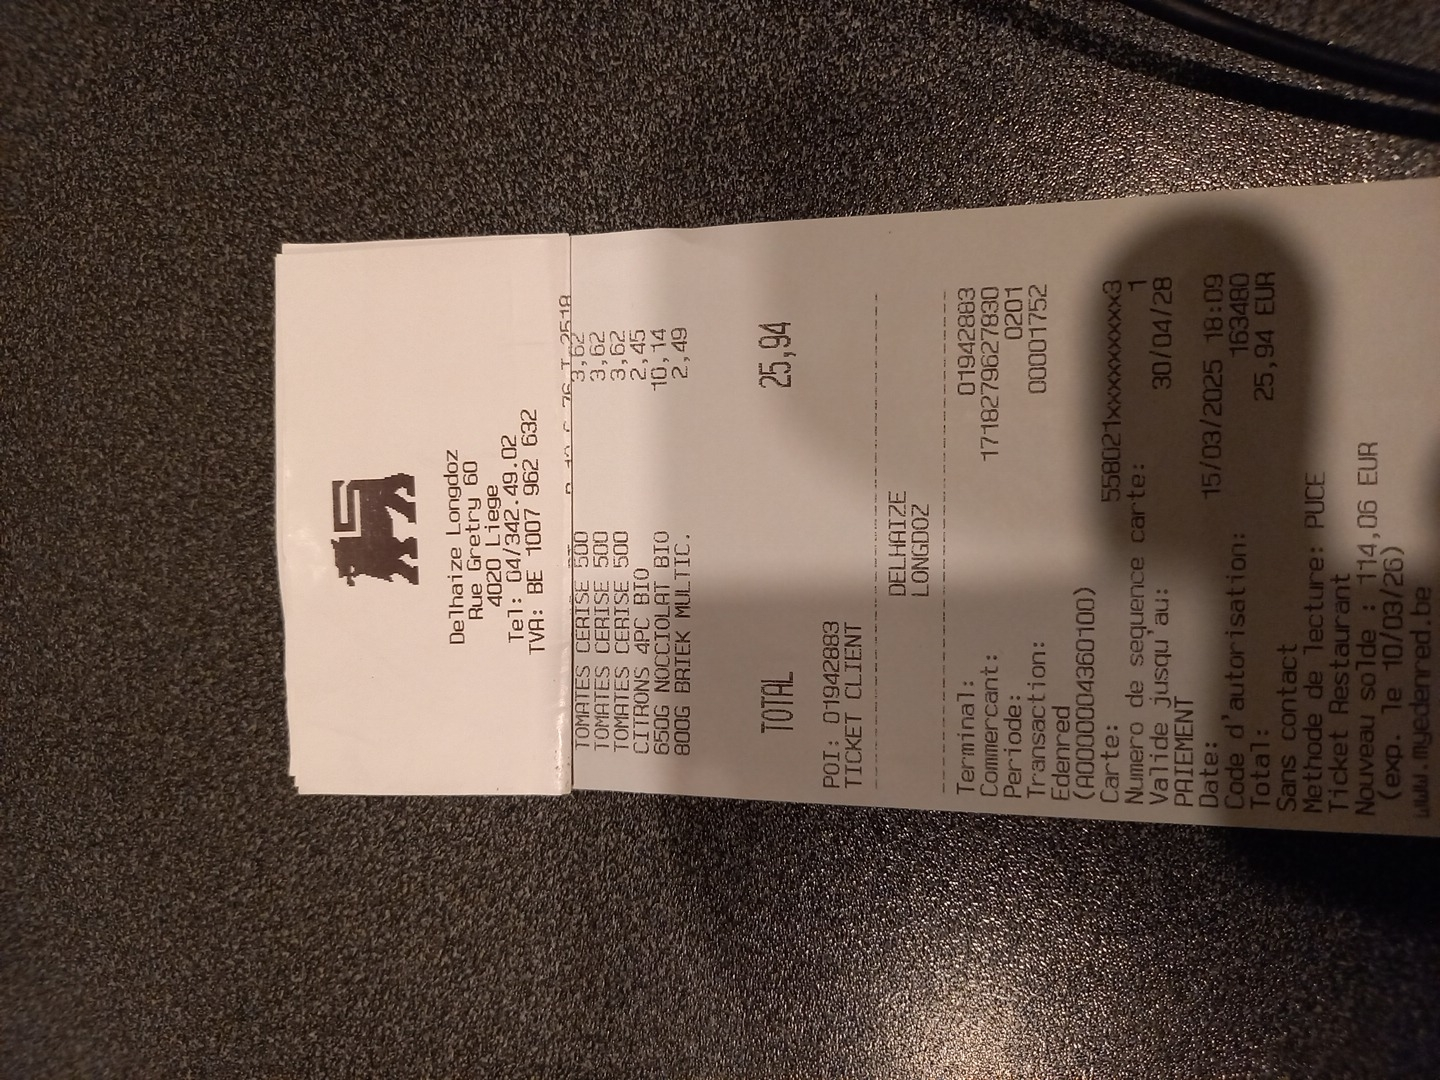 Delhaize Longdoz
Rue Gretry 60
4020 Liege
Tel: 04/342.49.02
TVA: BE 1007 962 632
TOMATES CERISE 500 3,62
TOMATES CERISE 500 3,62
TOMATES CERISE 500 3,62
CITRONS 4PC BIO 2,45
650G NOCCIOLAT BIO 10,14
800G BRIEK MULTIC. 2,49
TOTAL 25,94
POI: 01942883
TICKET CLIENT
DELHAIZE
LONGDOZ
Terminal: 01942883
Commercant: 17182796627830
Periode: 0201
Transaction: 00001752
Edenred
(A0000004360100)
Carte: 558021xxxxxxxxxxxx3
Numero de sequence carte: 1
Valide jusqu'au: 30/04/28
PAIEMENT
Date: 15/03/2025 18:09
Code d'autorisation: 163480
Total: 25,94 EUR
Sans contact
Methode de lecture: PUCE
Ticket Restaurant
Nouveau solde : 114,06 EUR
(exp. le 10/03/26)
www.myedenred.be